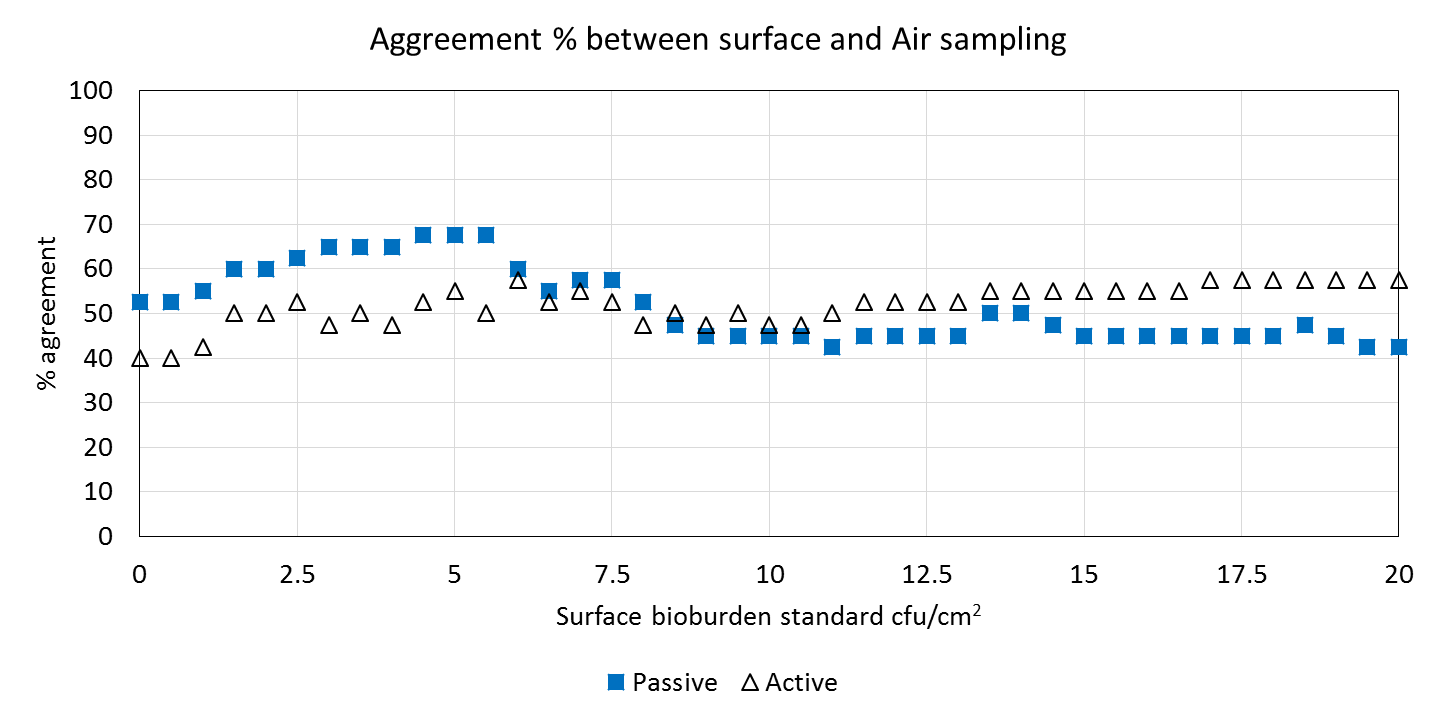 Aggreement % between surface and Air sampling
100
90
80
70
60
50
40
30
20
10
0
% agreement
0 2.5 5 7.5 10 12.5 15 17.5 20
Surface bioburden standard cfu/cm²
Passive Active